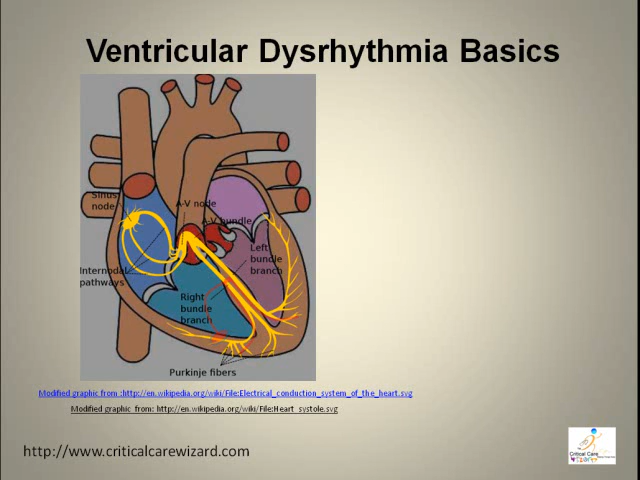 Ventricular Dysrhythmia Basics
Sinus
node
A-V node
A-V bundle
Left
bundle
branch
Internodal
pathways
Right
bundle
branch
Purkinje fibers
Modified graphic from :http://en.wikipedia.org/wiki/File:Electrical_conduction_system_of_the_heart.svg
Modified graphic from: http://en.wikipedia.org/wiki/File:Heart_systole.svg
http://www.criticalcarewizard.com
Critical Care